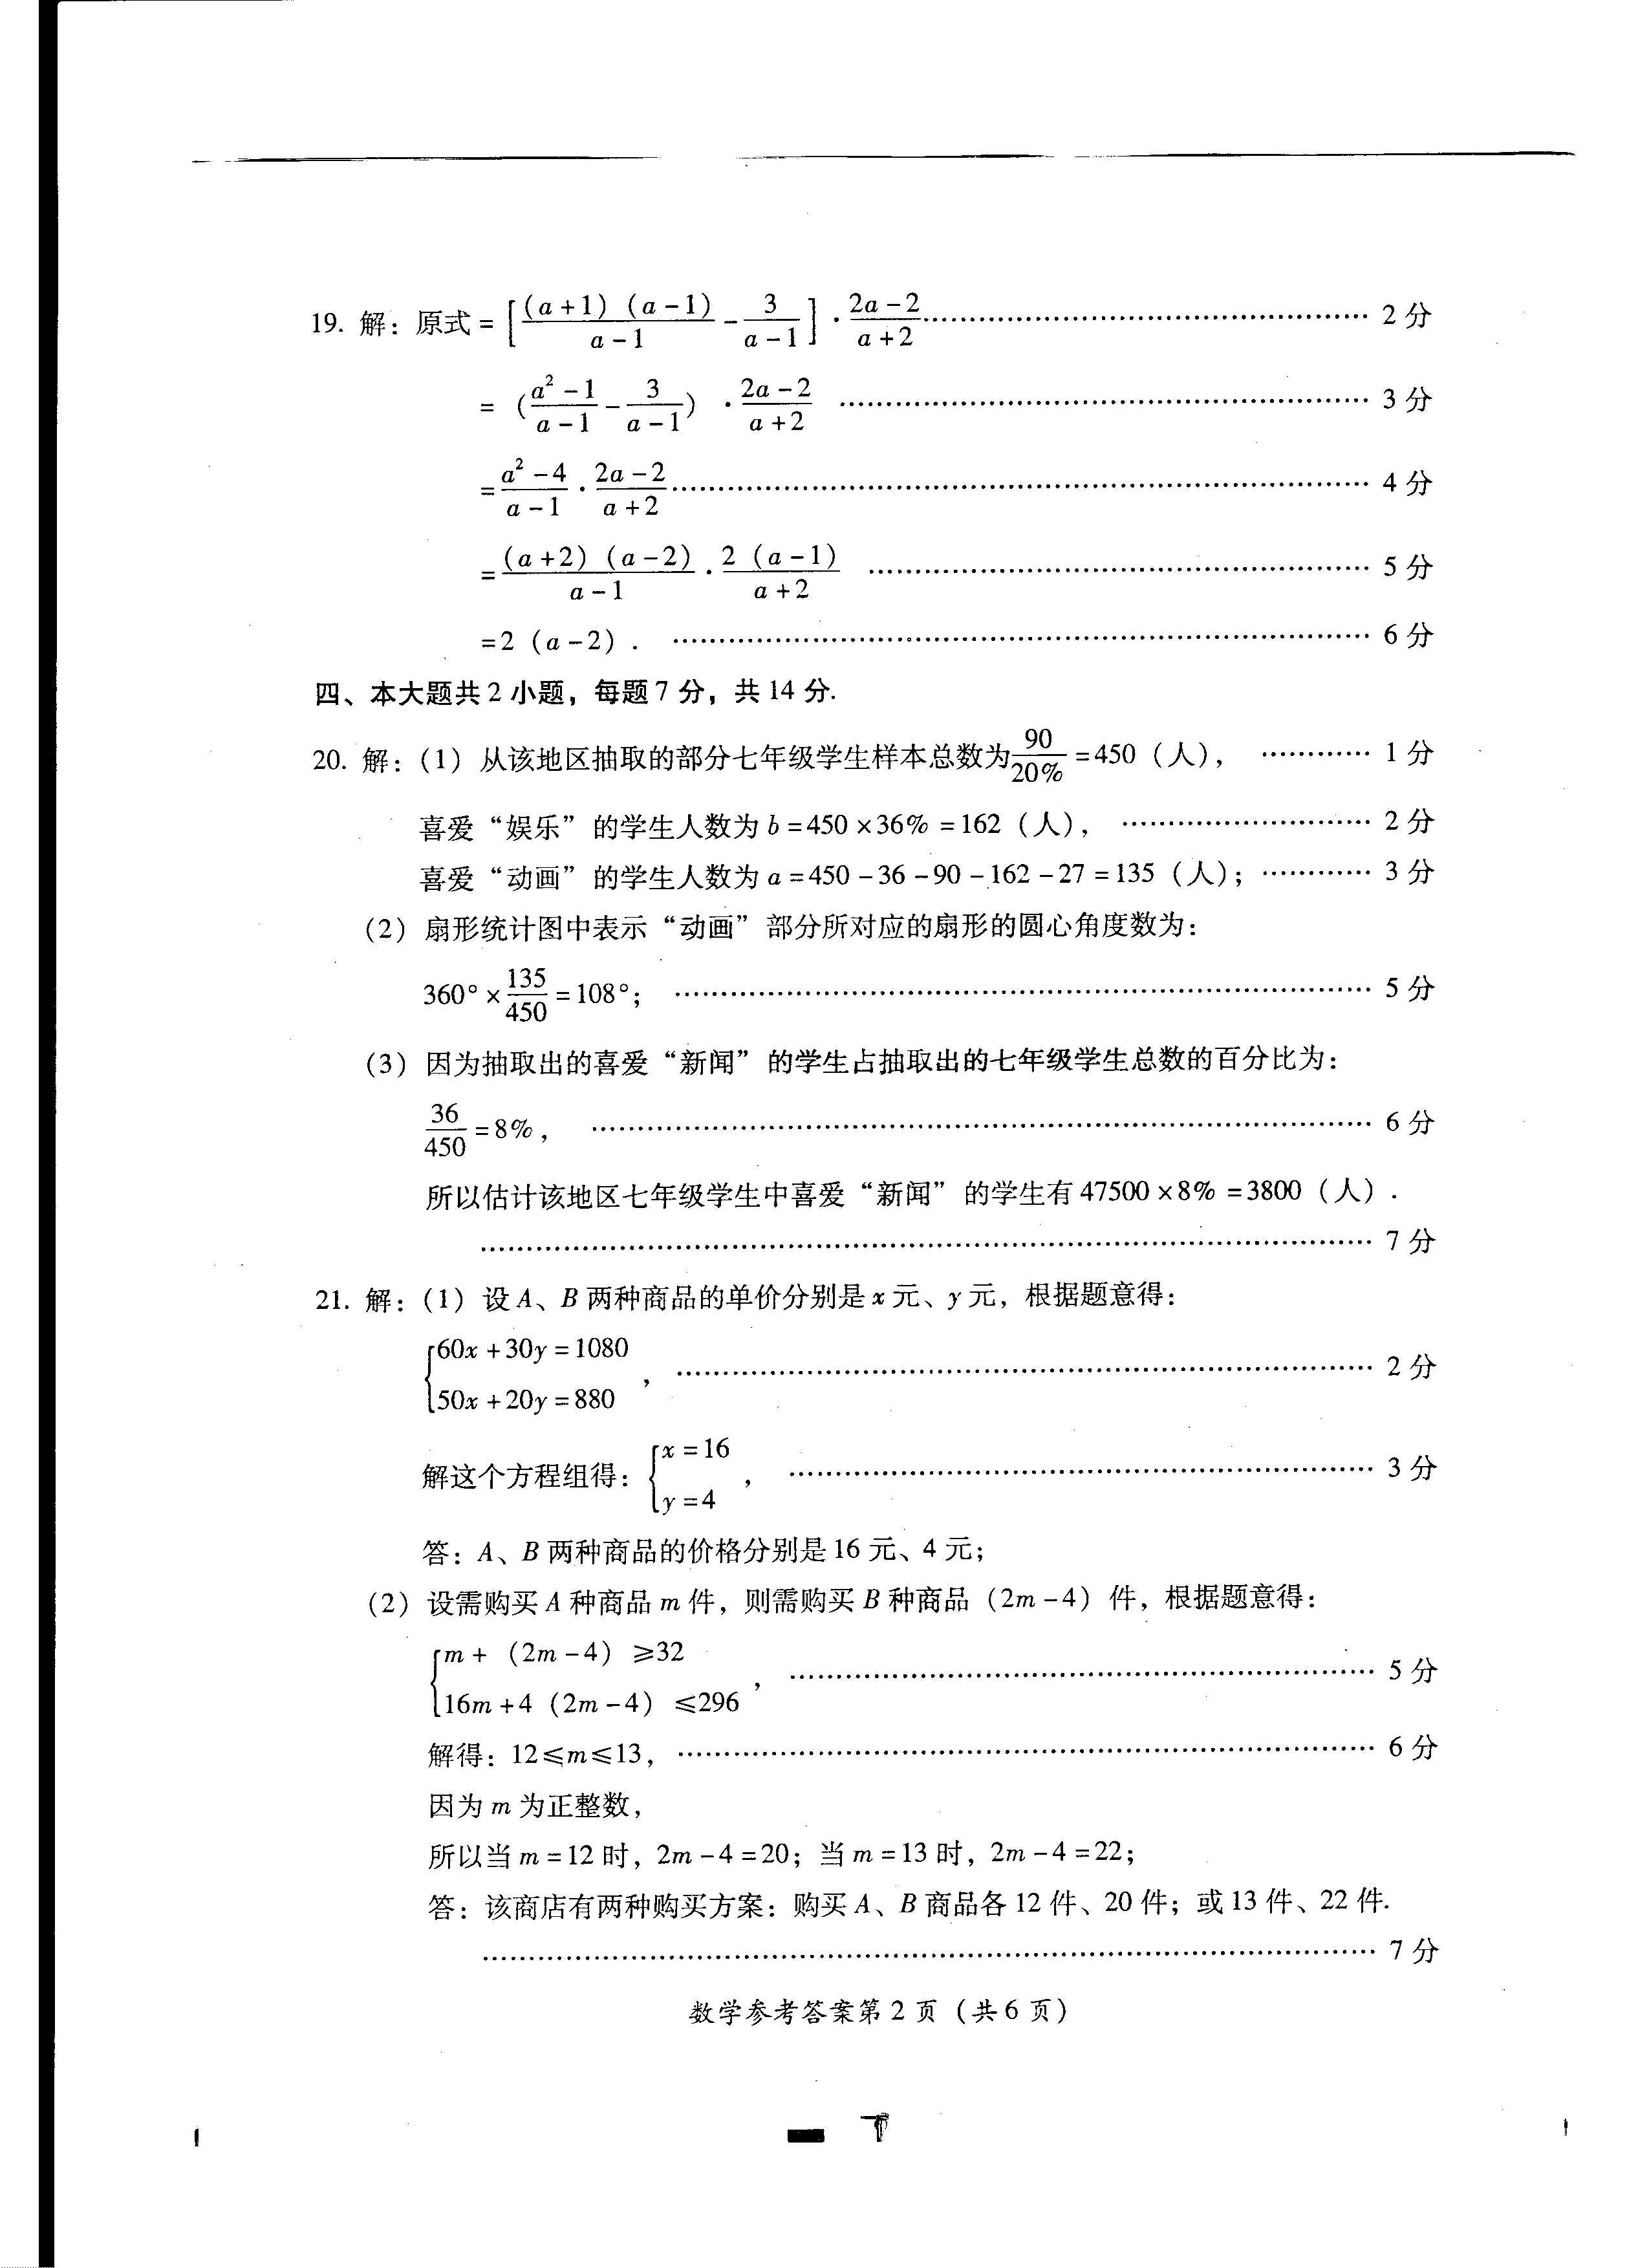 19. 解：原式 = [(a+1)(a-1)/(a-1) - 3/(a-1)] · (2a-2)/(a+2) …… 2 分
= ((a²-1)/(a-1) - 3/(a-1)) · (2a-2)/(a+2) …… 3 分
= (a²-4)/(a-1) · (2a-2)/(a+2) …… 4 分
= (a+2)(a-2)/(a-1) · 2(a-1)/(a+2) …… 5 分
=2（a-2）. …… 6 分
四、本大题共 2 小题，每题 7 分，共 14 分.
20. 解：（1）从该地区抽取的部分七年级学生样本总数为 90/20% = 450（人）， …… 1 分
喜爱“娱乐”的学生人数为 b = 450 × 36% = 162（人）， …… 2 分
喜爱“动画”的学生人数为 a = 450 - 36 - 90 - 162 - 27 = 135（人）； …… 3 分
（2）扇形统计图中表示“动画”部分所对应的扇形的圆心角度数为：
360° × 135/450 = 108°； …… 5 分
（3）因为抽取出的喜爱“新闻”的学生占抽取出的七年级学生总数的百分比为：
36/450 = 8%， …… 6 分
所以估计该地区七年级学生中喜爱“新闻”的学生有 47500 × 8% = 3800（人）.
…… 7 分
21. 解：（1）设 A、B 两种商品的单价分别是 x 元、y 元，根据题意得：
{60x + 30y = 1080
50x + 20y = 880 ， …… 2 分
解这个方程组得：{x = 16
y = 4 ， …… 3 分
答：A、B 两种商品的价格分别是 16 元、4 元；
（2）设需购买 A 种商品 m 件，则需购买 B 种商品（2m - 4）件，根据题意得：
{m +（2m - 4）≥32
16m + 4（2m - 4）≤296 ， …… 5 分
解得：12≤m≤13， …… 6 分
因为 m 为正整数，
所以当 m = 12 时，2m - 4 = 20；当 m = 13 时，2m - 4 = 22；
答：该商店有两种购买方案：购买 A、B 商品各 12 件、20 件；或 13 件、22 件.
…… 7 分
数学参考答案第 2 页（共 6 页）